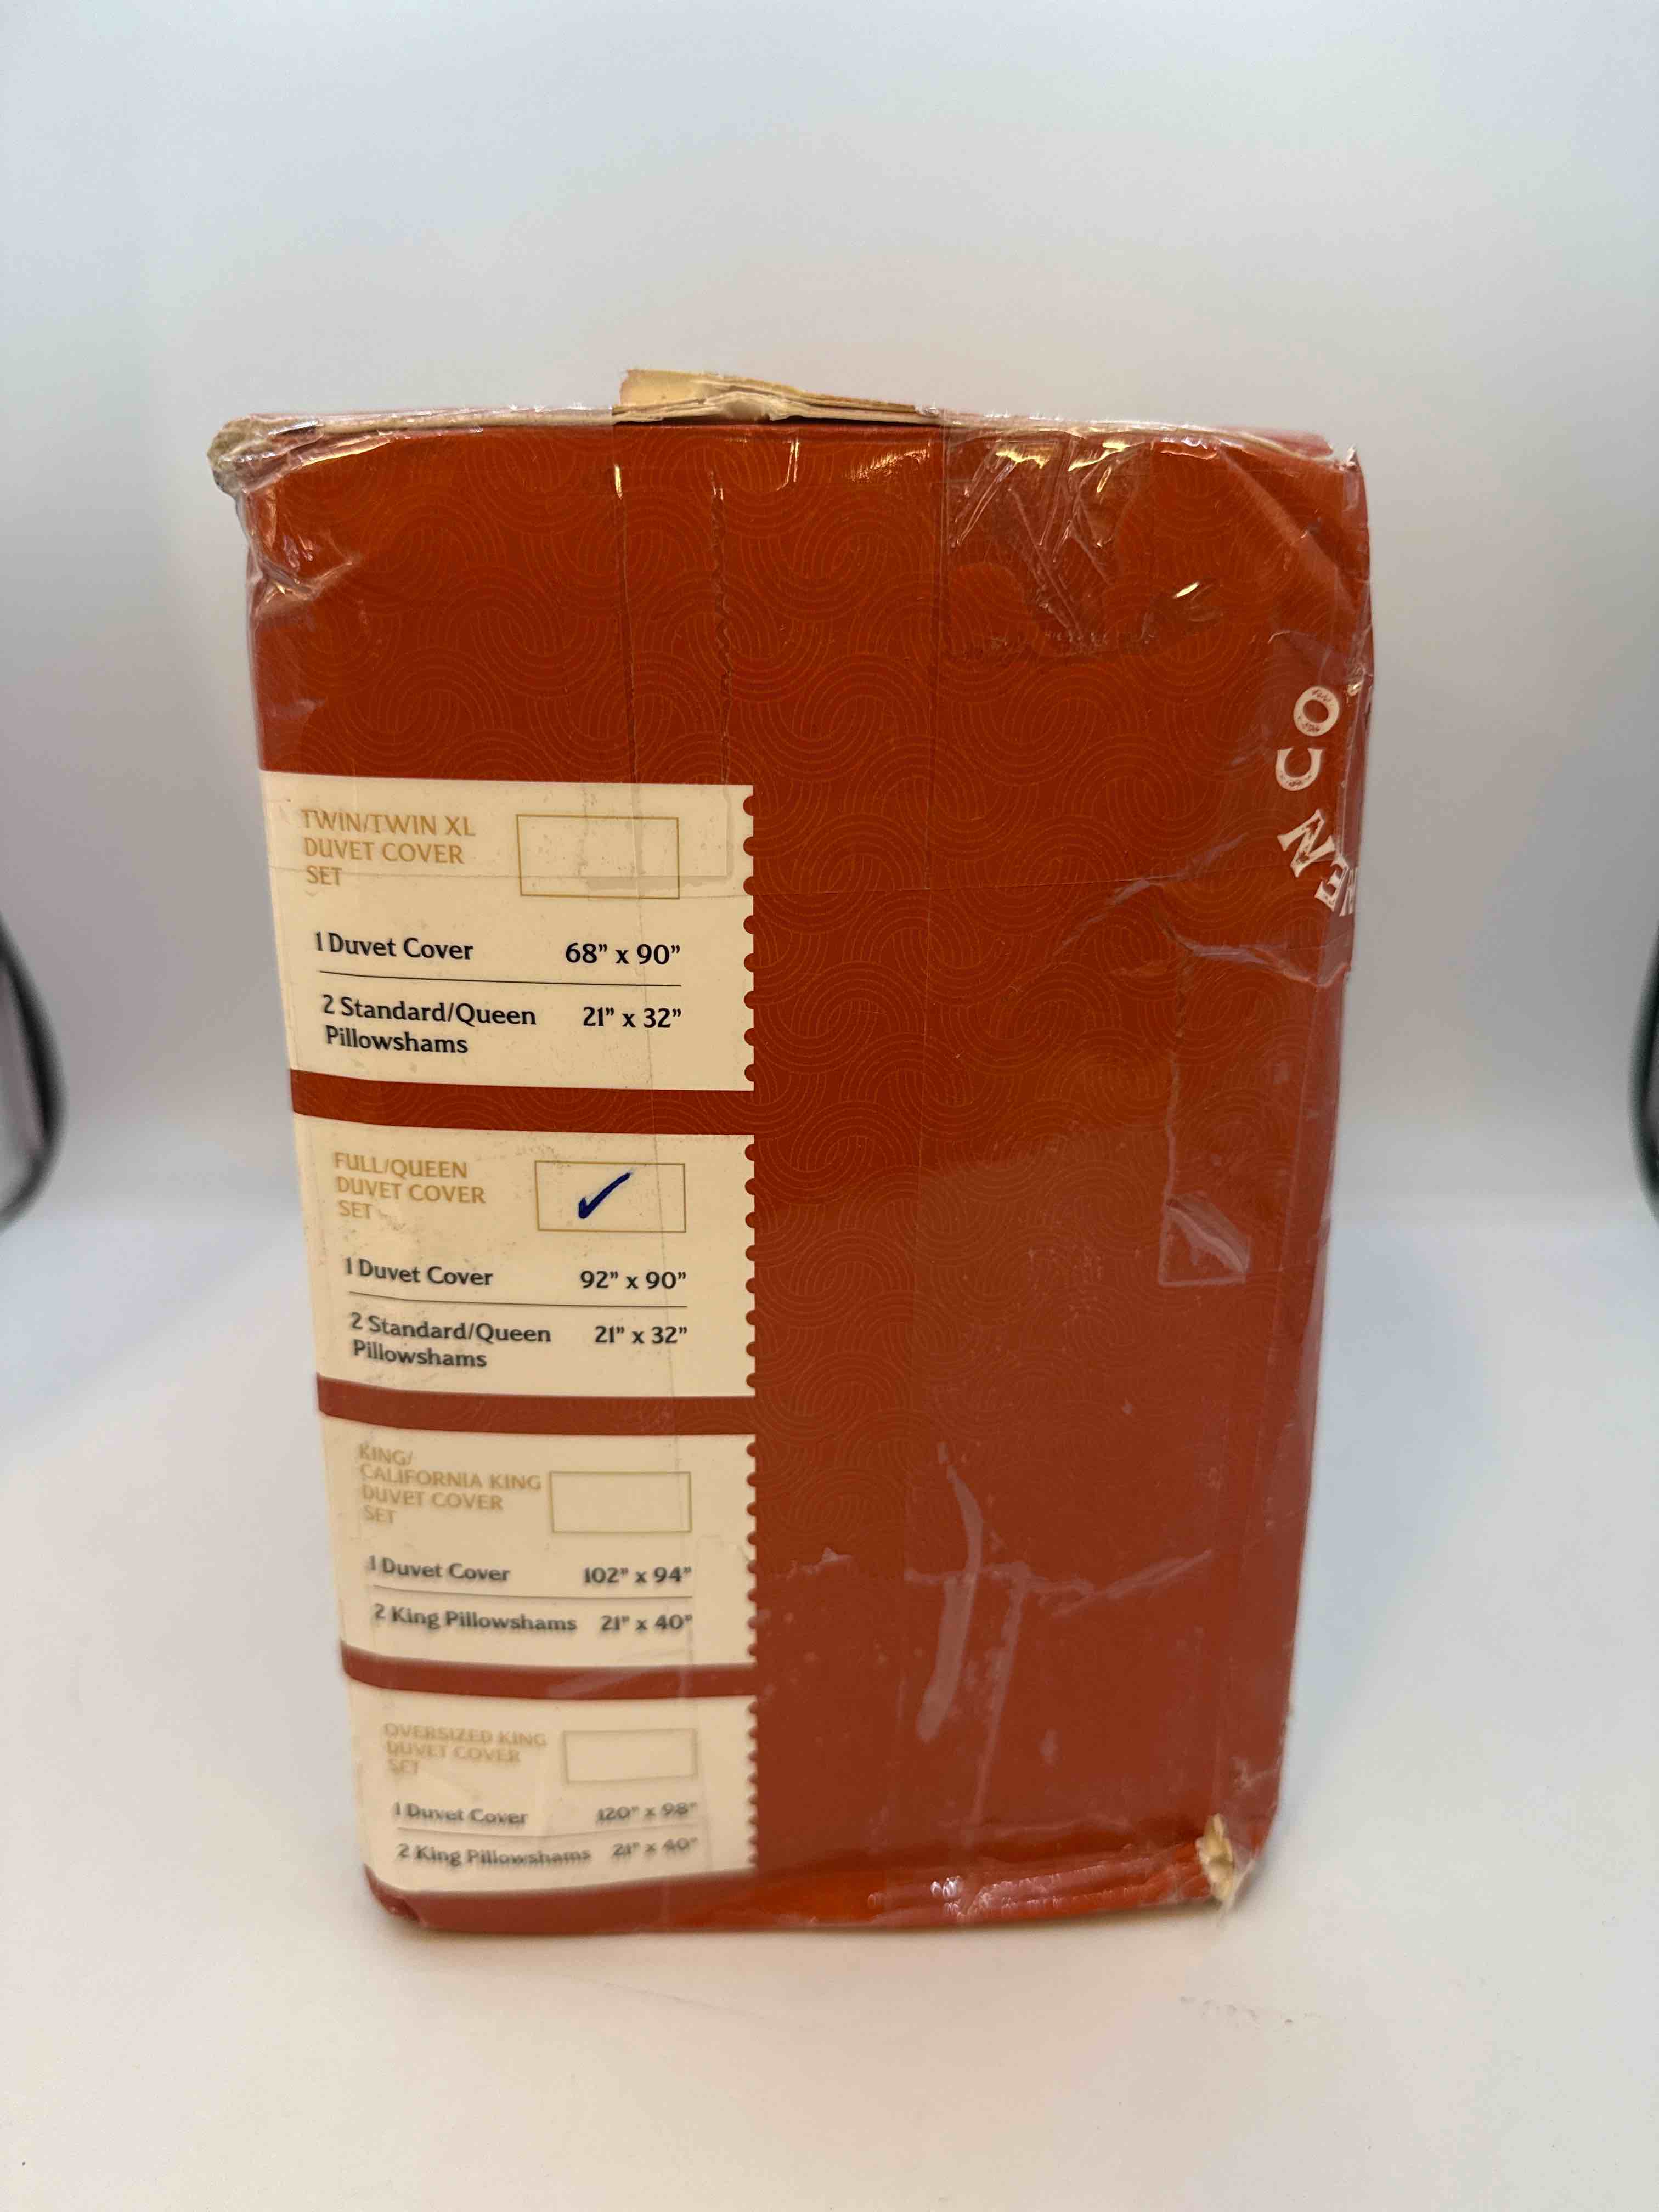 TWIN/TWIN XL
DUVET COVER
SET
1 Duvet Cover 68" x 90"
2 Standard/Queen 21" x 32"
Pillowshams
FULL/QUEEN
DUVET COVER
SET
✓
1 Duvet Cover 92" x 90"
2 Standard/Queen 21" x 32"
Pillowshams
KING/
CALIFORNIA KING
DUVET COVER
SET
1 Duvet Cover 102" x 94"
2 King Pillowshams 21" x 40"
OVERSIZED KING
DUVET COVER
SET
1 Duvet Cover 120" x 98"
2 King Pillowshams 21" x 40"
CO